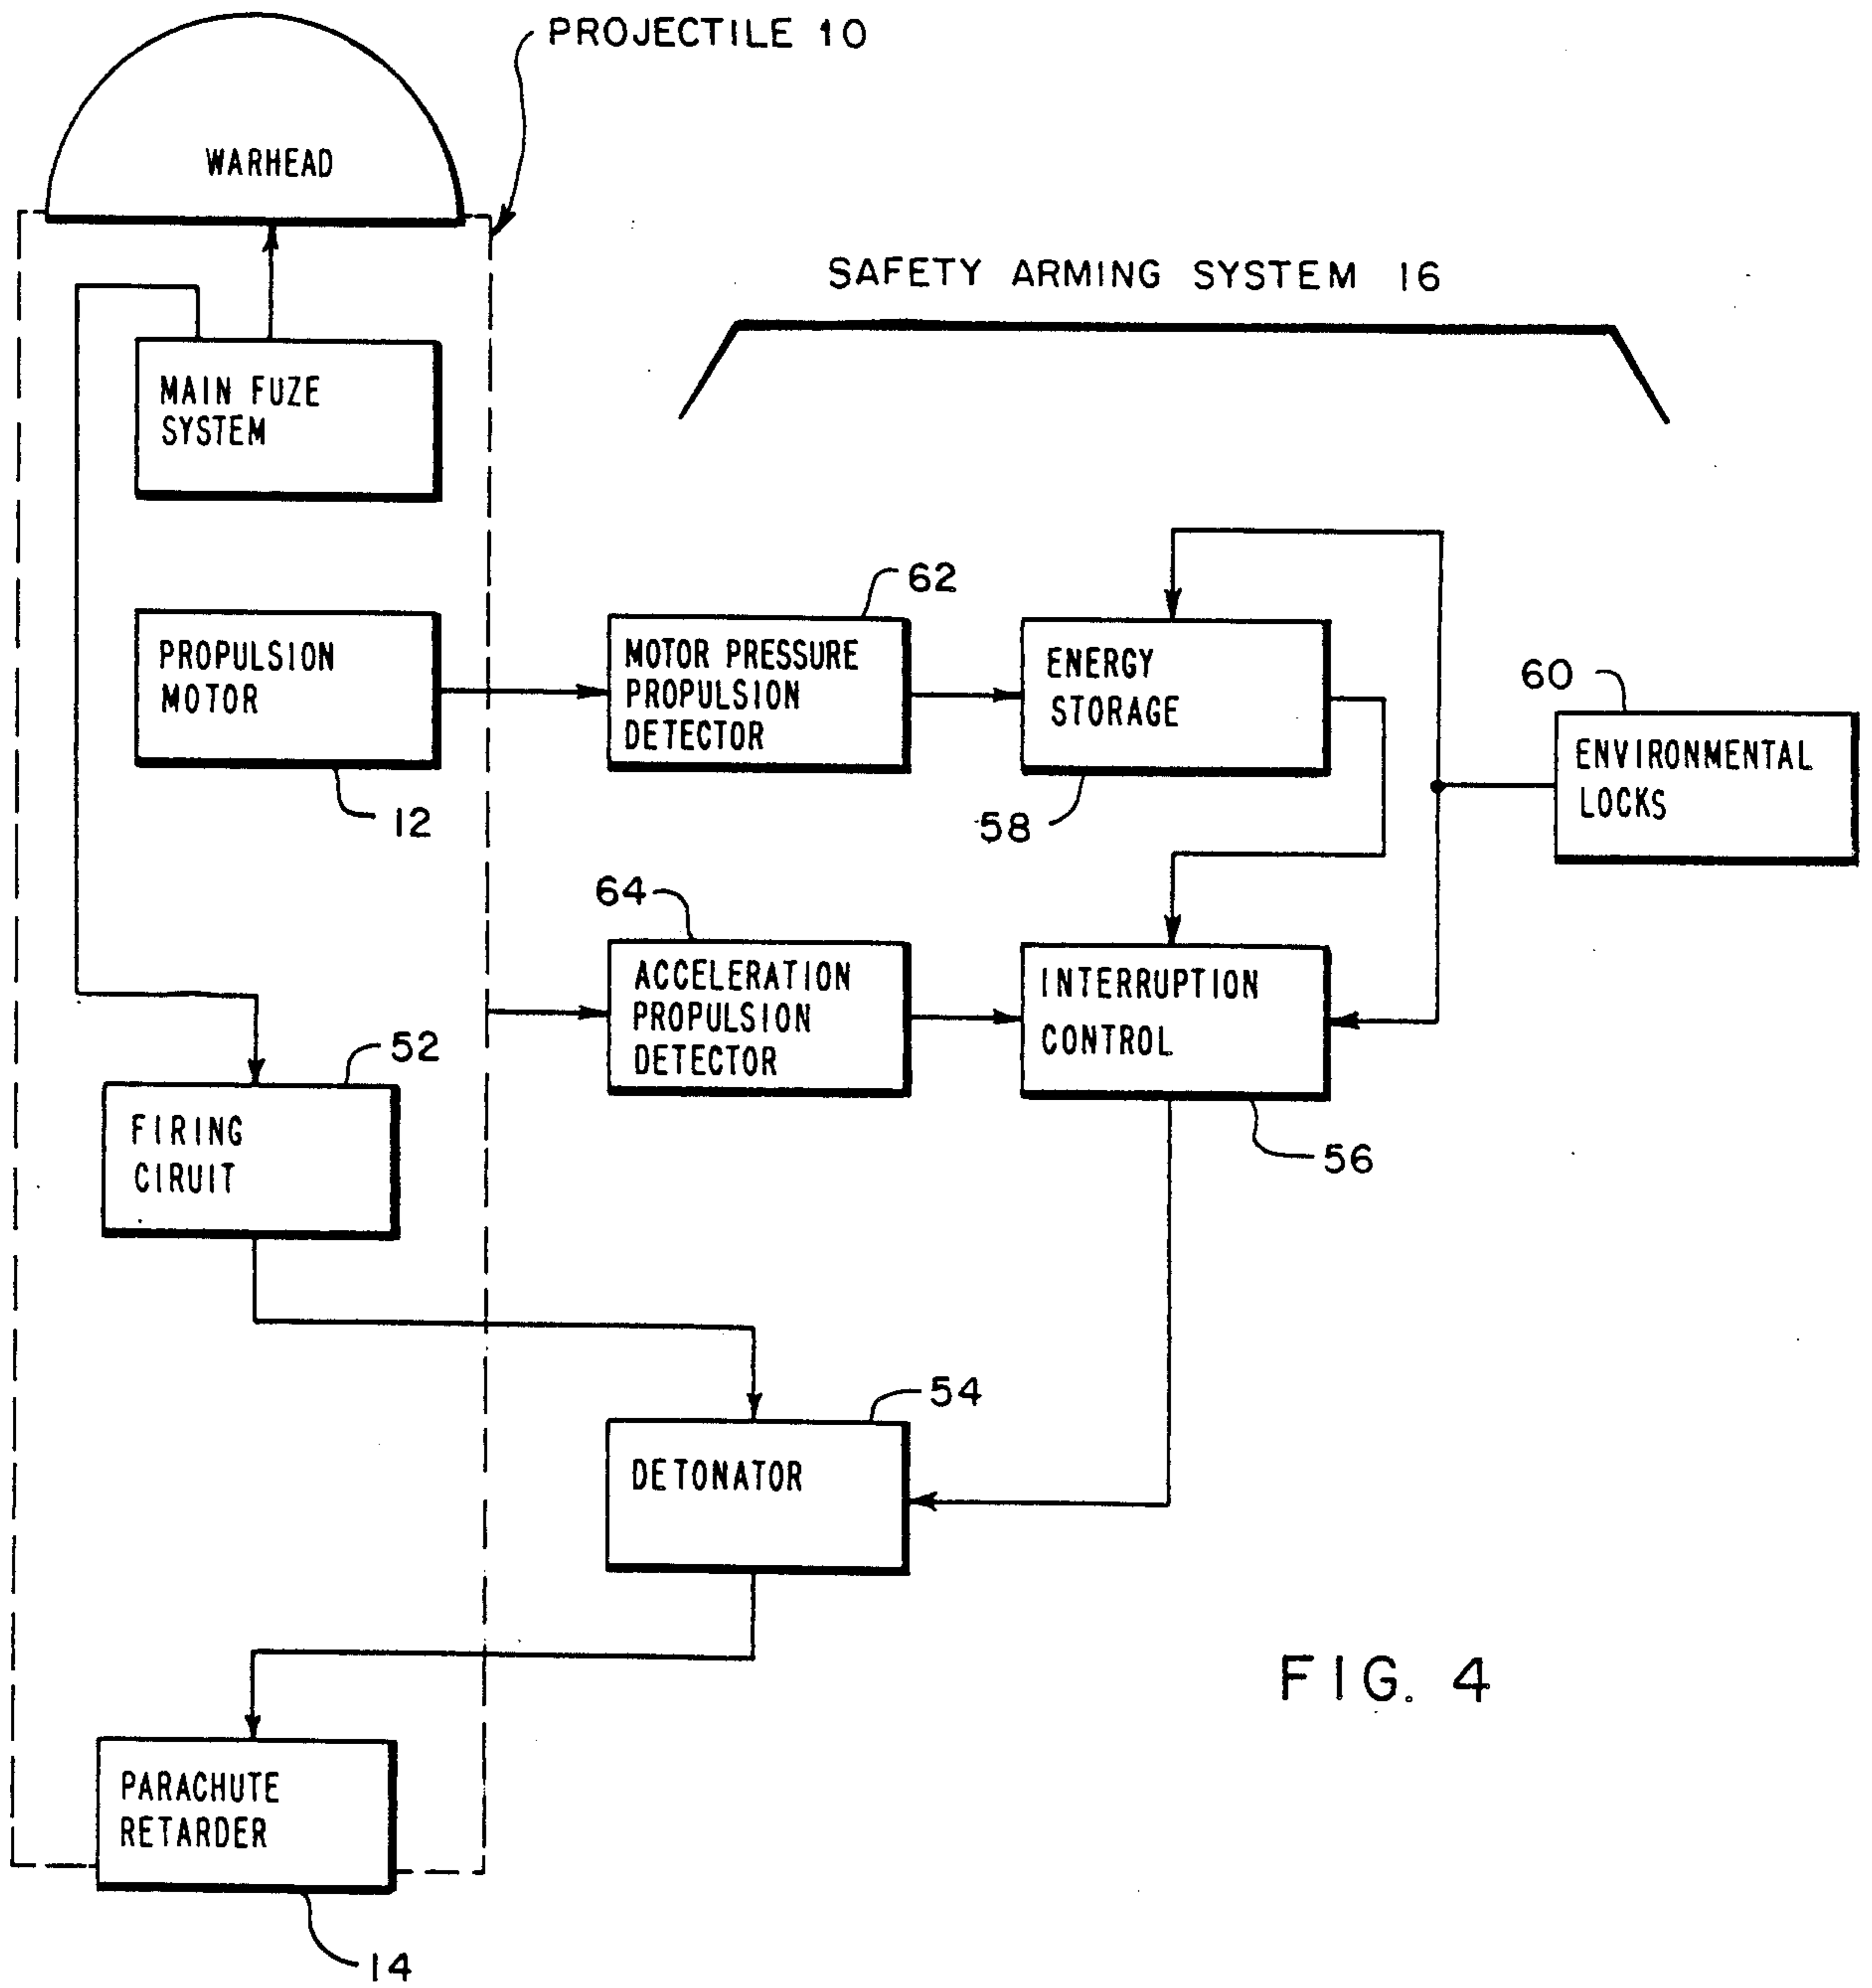 PROJECTILE 10
WARHEAD
SAFETY ARMING SYSTEM 16
MAIN FUZE
SYSTEM
62
PROPULSION
MOTOR
12
MOTOR PRESSURE
PROPULSION
DETECTOR
ENERGY
STORAGE
58
60
ENVIRONMENTAL
LOCKS
64
ACCELERATION
PROPULSION
DETECTOR
INTERRUPTION
CONTROL
56
52
FIRING
CIRUIT
54
DETONATOR
FIG. 4
PARACHUTE
RETARDER
14